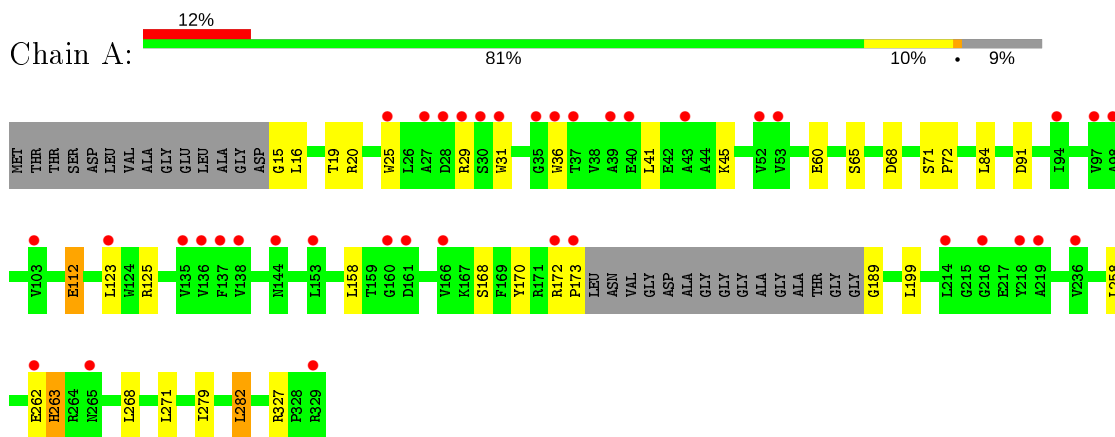 12%
Chain A:
81% 10% • 9%
MET THR THR SER ASP LEU VAL ALA GLY GLU LEU ALA GLY ASP G15 L16 T19 R20 W25 L26 A27 D28 R29 S30 W31 G35 W36 T37 V38 A39 E40 L41 E42 A43 A44 K45 V52 V53 E60 S65 D68 S71 P72 L84 D91 I94 V97 A98
V103 E112 L123 W124 R125 V135 V136 F137 V138 N144 L153 L158 T159 G160 D161 V166 K167 S168 F169 Y170 R171 R172 P173 LEU ASN VAL GLY ASP ALA ALA GLY GLY GLY ALA GLY ALA THR GLY GLY G189 L199 L214 G215 G216 E217 Y218 A219 V236 L258
E262 H263 R264 N265 L268 L271 I279 L282 R327 P328 R329